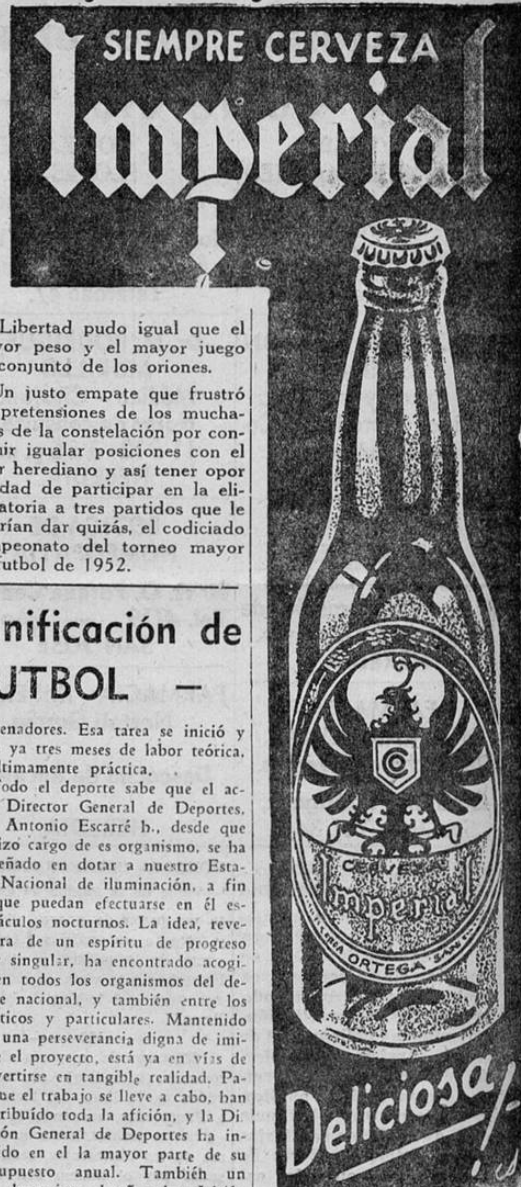 SIEMPRE CERVEZA
Imperial
Libertad pudo igual que el
or peso y el mayor juego
conjunto de los oriones.
Un justo empate que frustró
pretensiones de los mucha-
s de la constelación por con-
uir igualar posiciones con el
r herediano y así tener opor
dad de participar en la eli-
atoria a tres partidos que le
rían dar quizás, el codiciado
peonato del torneo mayor
utbol de 1952.
nificación de
UTBOL —
enadores. Esa tarea se inició y
ya tres meses de labor teórica,
ltimamente práctica.
odo el deporte sabe que el ac-
Director General de Deportes,
Antonio Escarré h., desde que
izo cargo de es organismo, se ha
eñado en dotar a nuestro Esta-
Nacional de iluminación, a fin
que puedan efectuarse en él es-
áculos nocturnos. La idea, reve-
ra de un espíritu de progreso
singular, ha encontrado acogi-
en todos los organismos del de-
e nacional, y también entre los
ticos y particulares. Mantenido
una perseverancia digna de imi-
e el proyecto, está ya en vías de
vertirse en tangible realidad. Pa-
ue el trabajo se lleve a cabo, han
ribuído toda la afición, y la Di
ón General de Deportes ha in-
do en el la mayor parte de su
supuesto anual. También un
CERVEZA
Imperial
ORTEGA
Deliciosa